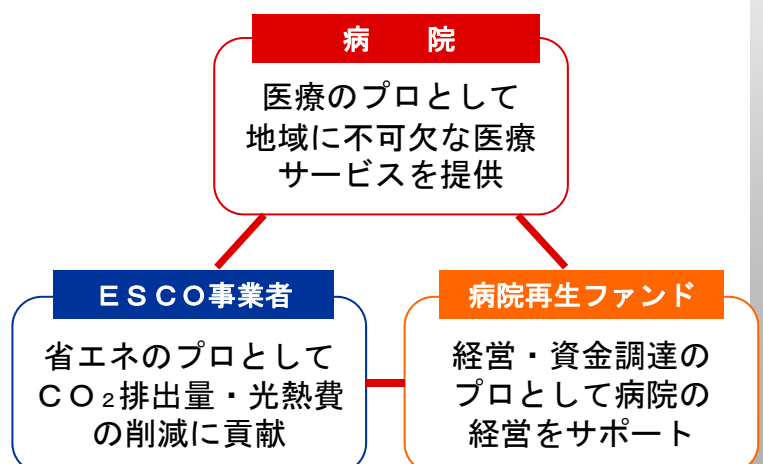 病　　院
医療のプロとして
地域に不可欠な医療
サービスを提供
ＥＳＣＯ事業者
省エネのプロとして
ＣＯ₂排出量・光熱費
の削減に貢献
病院再生ファンド
経営・資金調達の
プロとして病院の
経営をサポート